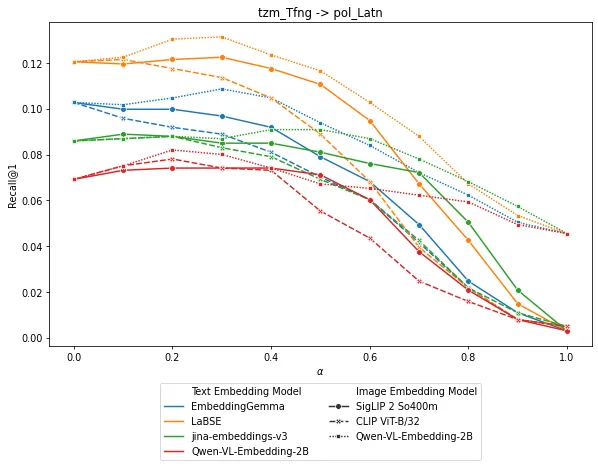 tzm_Tfng -> pol_Latn
Recall@1
0.12
0.10
0.08
0.06
0.04
0.02
0.00
0.0 0.2 0.4 0.6 0.8 1.0
α
Text Embedding Model
EmbeddingGemma
LaBSE
jina-embeddings-v3
Qwen-VL-Embedding-2B
Image Embedding Model
SigLIP 2 So400m
CLIP ViT-B/32
Qwen-VL-Embedding-2B